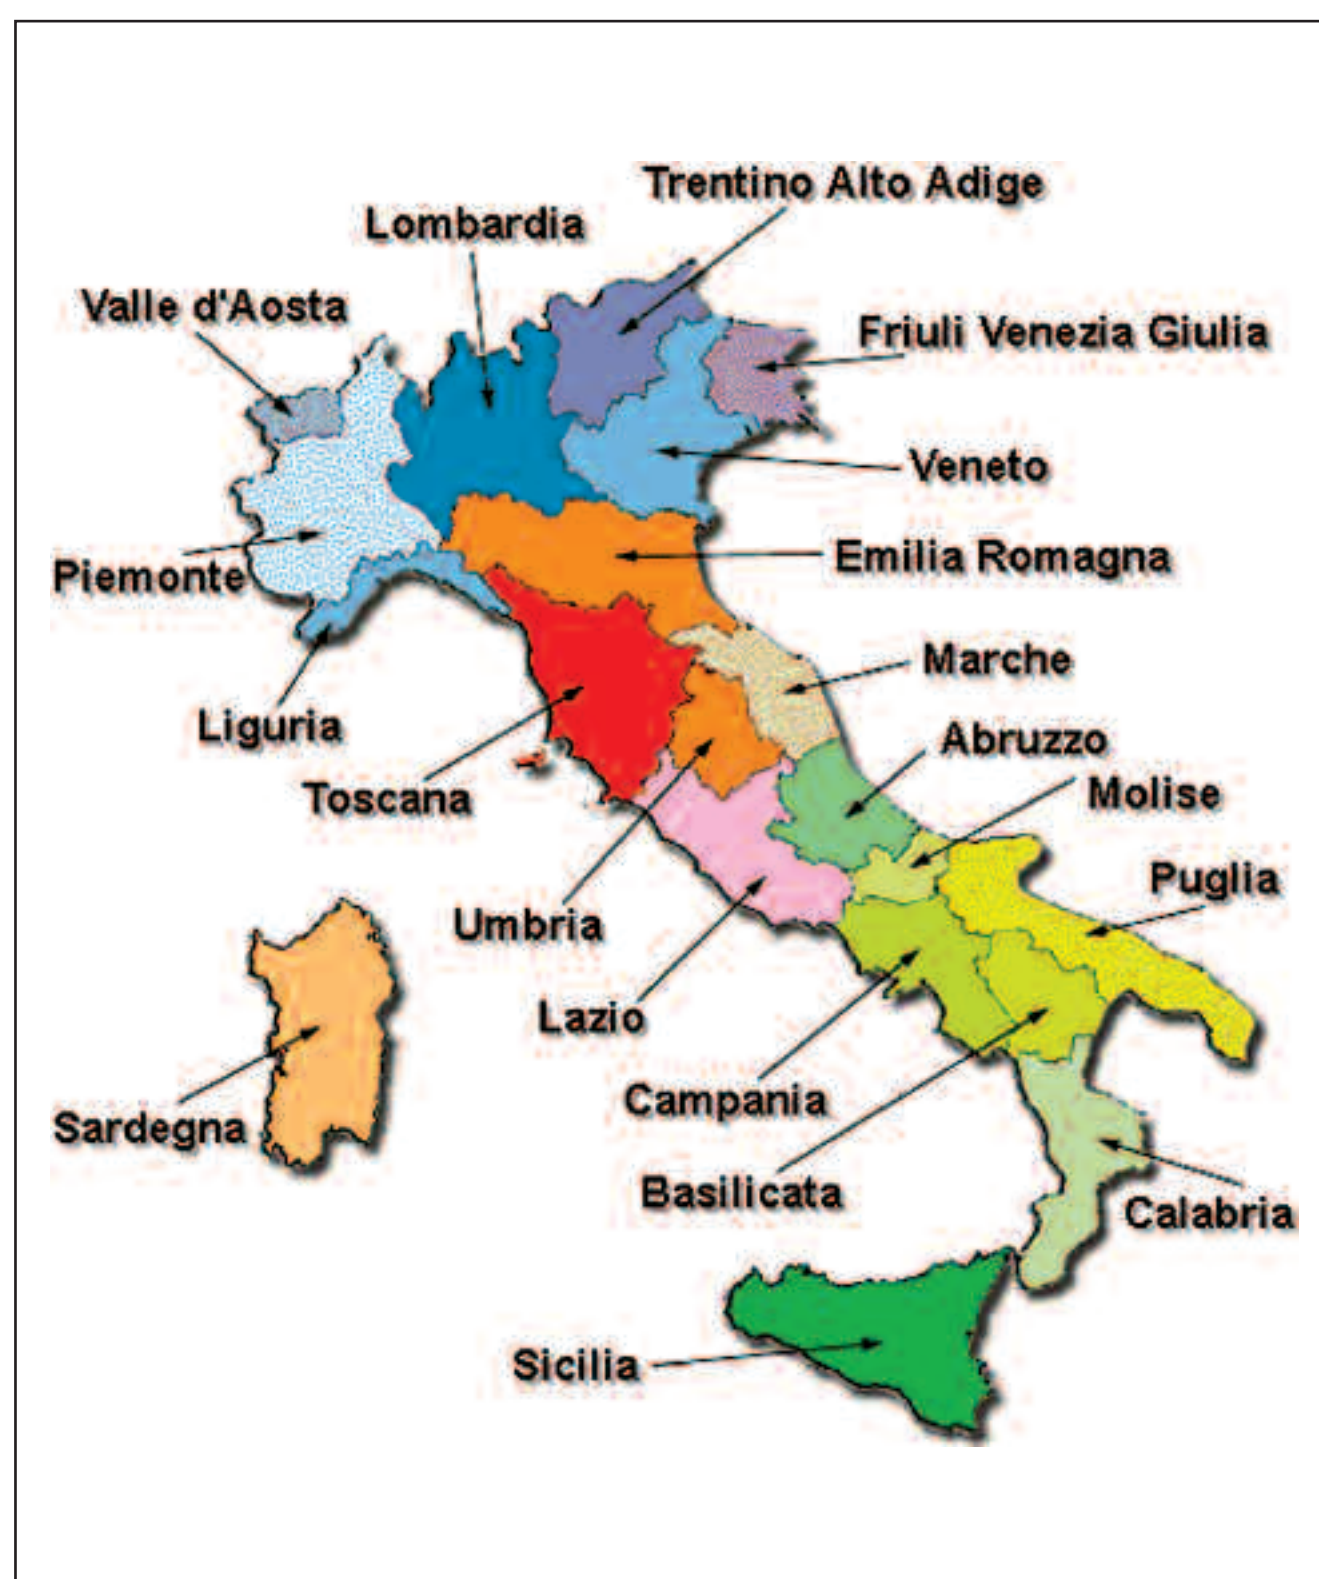 Trentino Alto Adige
Lombardia
Valle d'Aosta
Friuli Venezia Giulia
Veneto
Emilia Romagna
Piemonte
Marche
Liguria
Abruzzo
Toscana
Molise
Puglia
Umbria
Lazio
Campania
Sardegna
Basilicata
Calabria
Sicilia